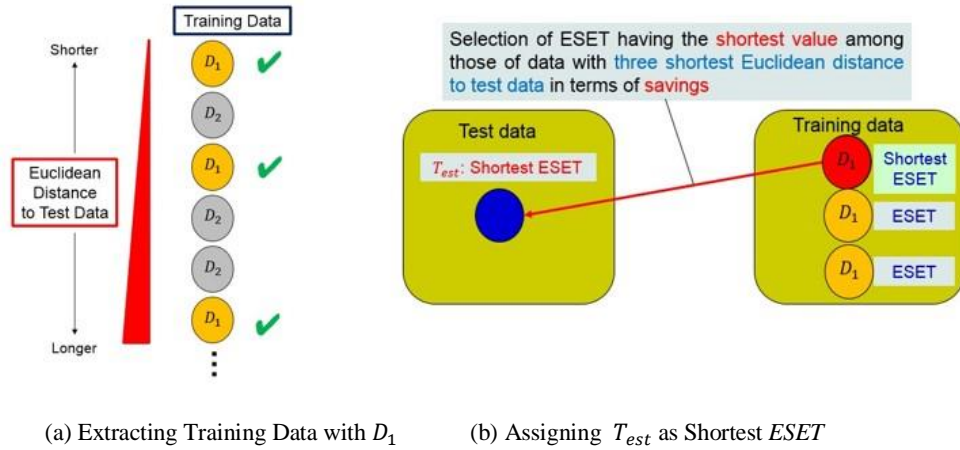 Training Data
Shorter
D₁
D₂
D₁
D₂
D₂
D₁
Euclidean
Distance
to Test Data
Longer
Selection of ESET having the shortest value among
those of data with three shortest Euclidean distance
to test data in terms of savings
Test data
T_est: Shortest ESET
Training data
D₁
Shortest
ESET
D₁
ESET
D₁
ESET
(a) Extracting Training Data with D₁
(b) Assigning T_est as Shortest ESET